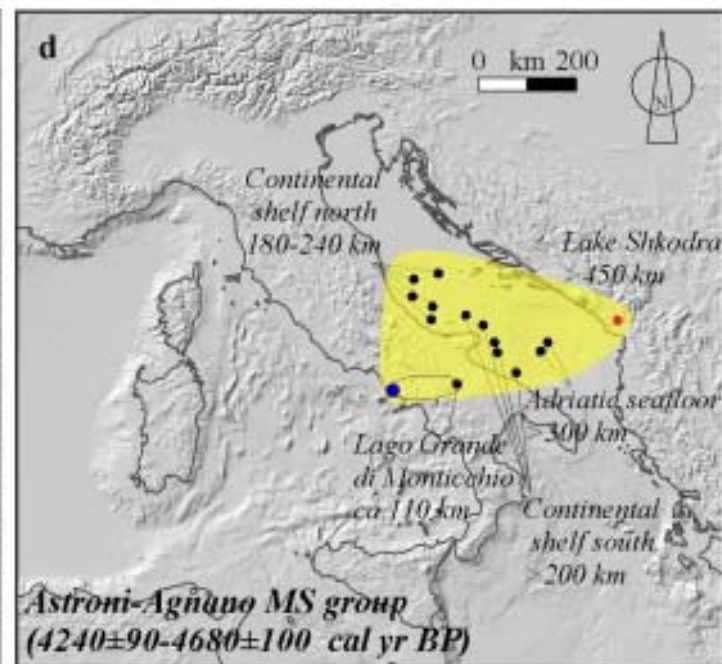 d
0 km 200
N
Continental
shelf north
180-240 km
Lake Shkodra
450 km
Adriatic seafloor
300 km
Lago Grande
di Monticchio
ca 110 km
Continental
shelf south
200 km
Astroni-Agnano MS group
(4240±90-4680±100 cal yr BP)